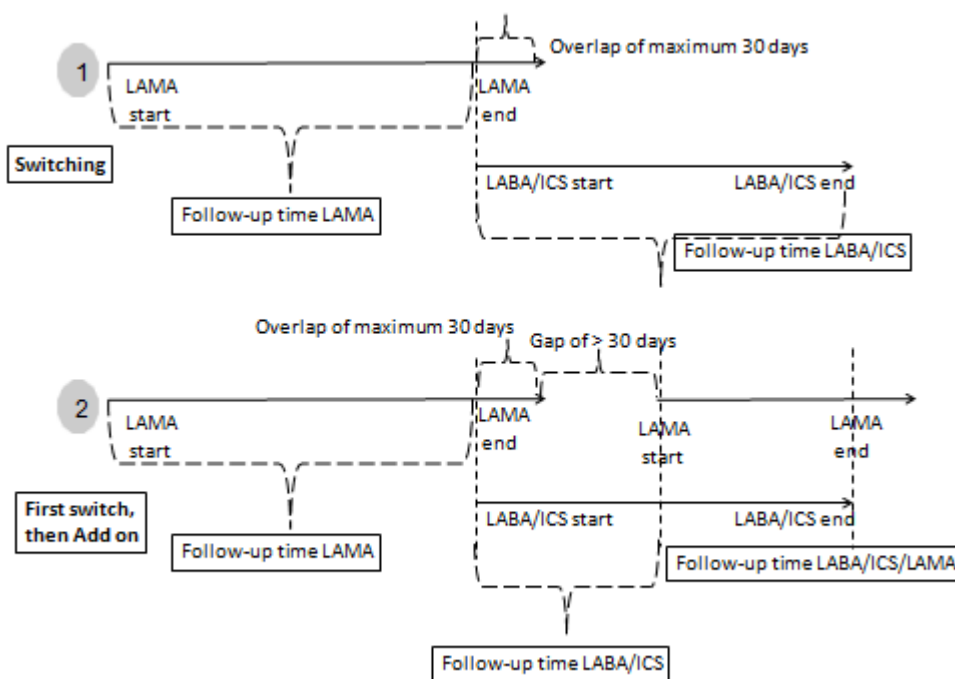 Overlap of maximum 30 days
1
LAMA
start
LAMA
end
Switching
LABA/ICS start
LABA/ICS end
Follow-up time LAMA
Follow-up time LABA/ICS
Overlap of maximum 30 days
Gap of > 30 days
2
LAMA
start
LAMA
end
LAMA
start
LAMA
end
First switch,
then Add on
LABA/ICS start
LABA/ICS end
Follow-up time LAMA
Follow-up time LABA/ICS/LAMA
Follow-up time LABA/ICS